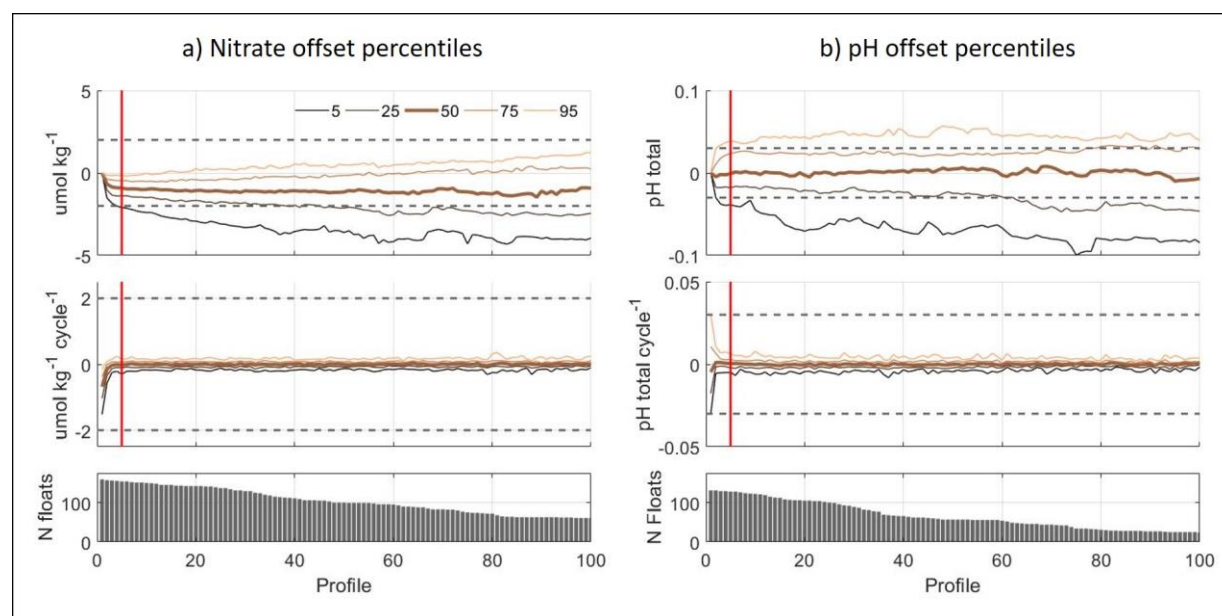 a) Nitrate offset percentiles
5
0
-5
umol kg-1
5 25 50 75 95
2
0
-2
umol kg-1 cycle-1
100
0
N floats
0 20 40 60 80 100
Profile
b) pH offset percentiles
0.1
0
-0.1
pH total
0.05
0
-0.05
pH total cycle-1
100
0
N Floats
0 20 40 60 80 100
Profile